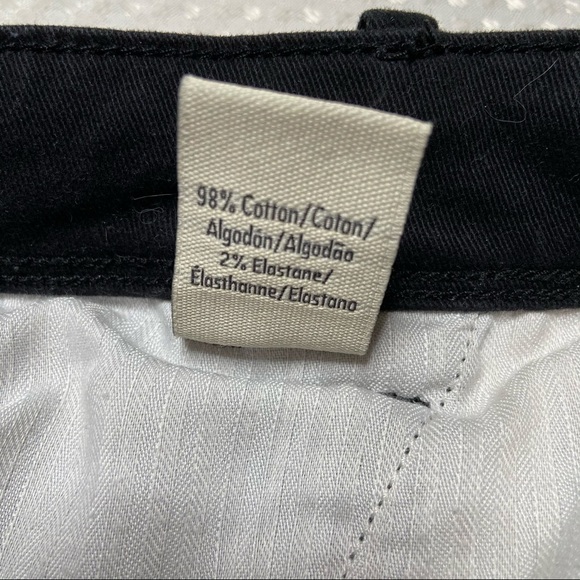 98% Cotton/Coton/
Algodón/Algodão
2% Elastane/
Élasthanne/Elastano